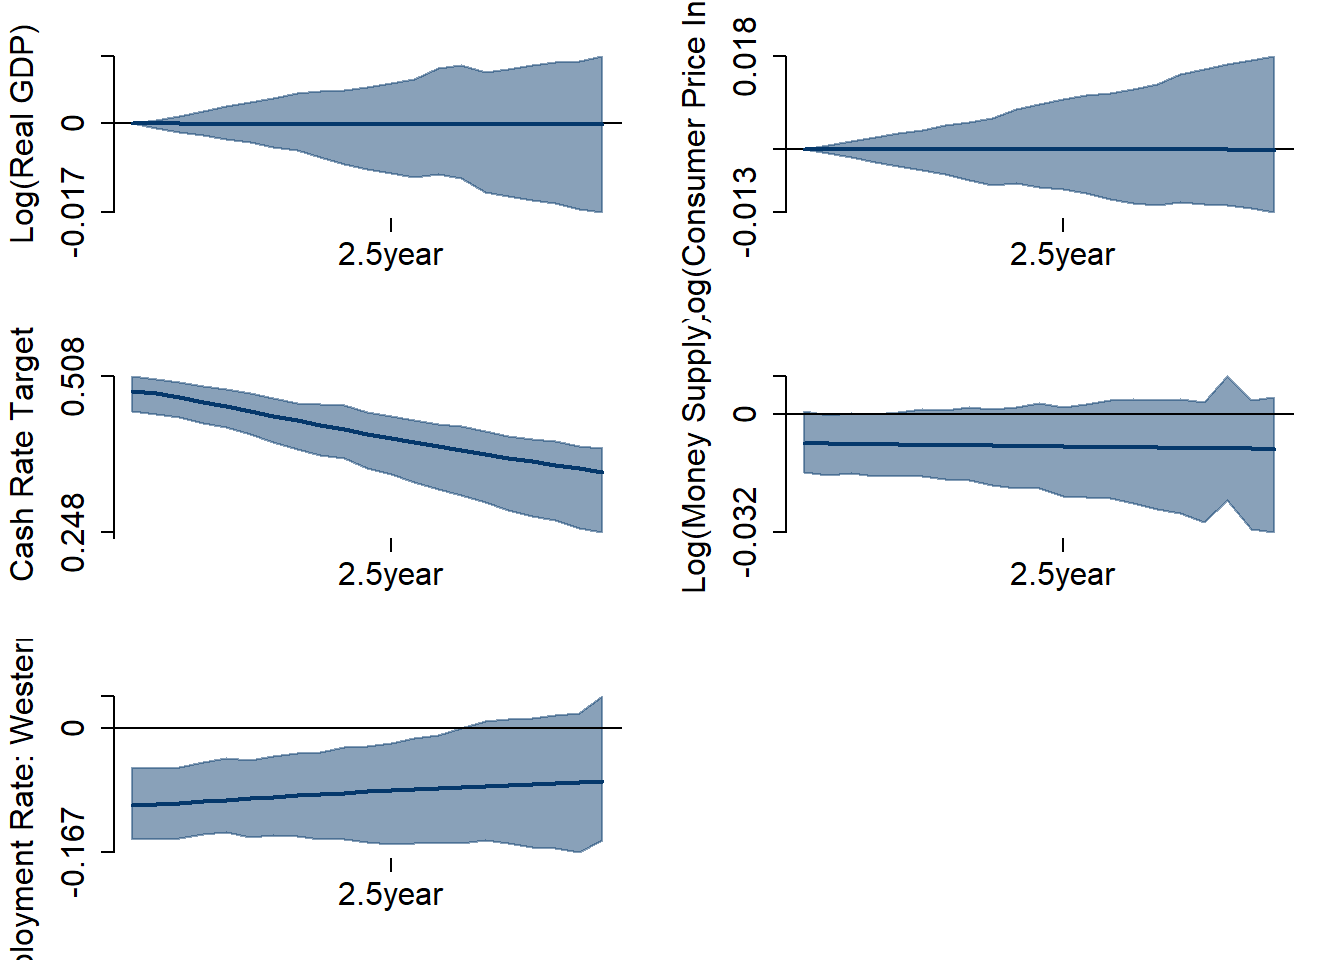 Log(Real GDP)
0
-0.017
2.5year
Log(Consumer Price In
0.018
-0.013
2.5year
Cash Rate Target
0.508
0.248
2.5year
Log(Money Supply)
0
-0.032
2.5year
ployment Rate: Wester
0
-0.167
2.5year